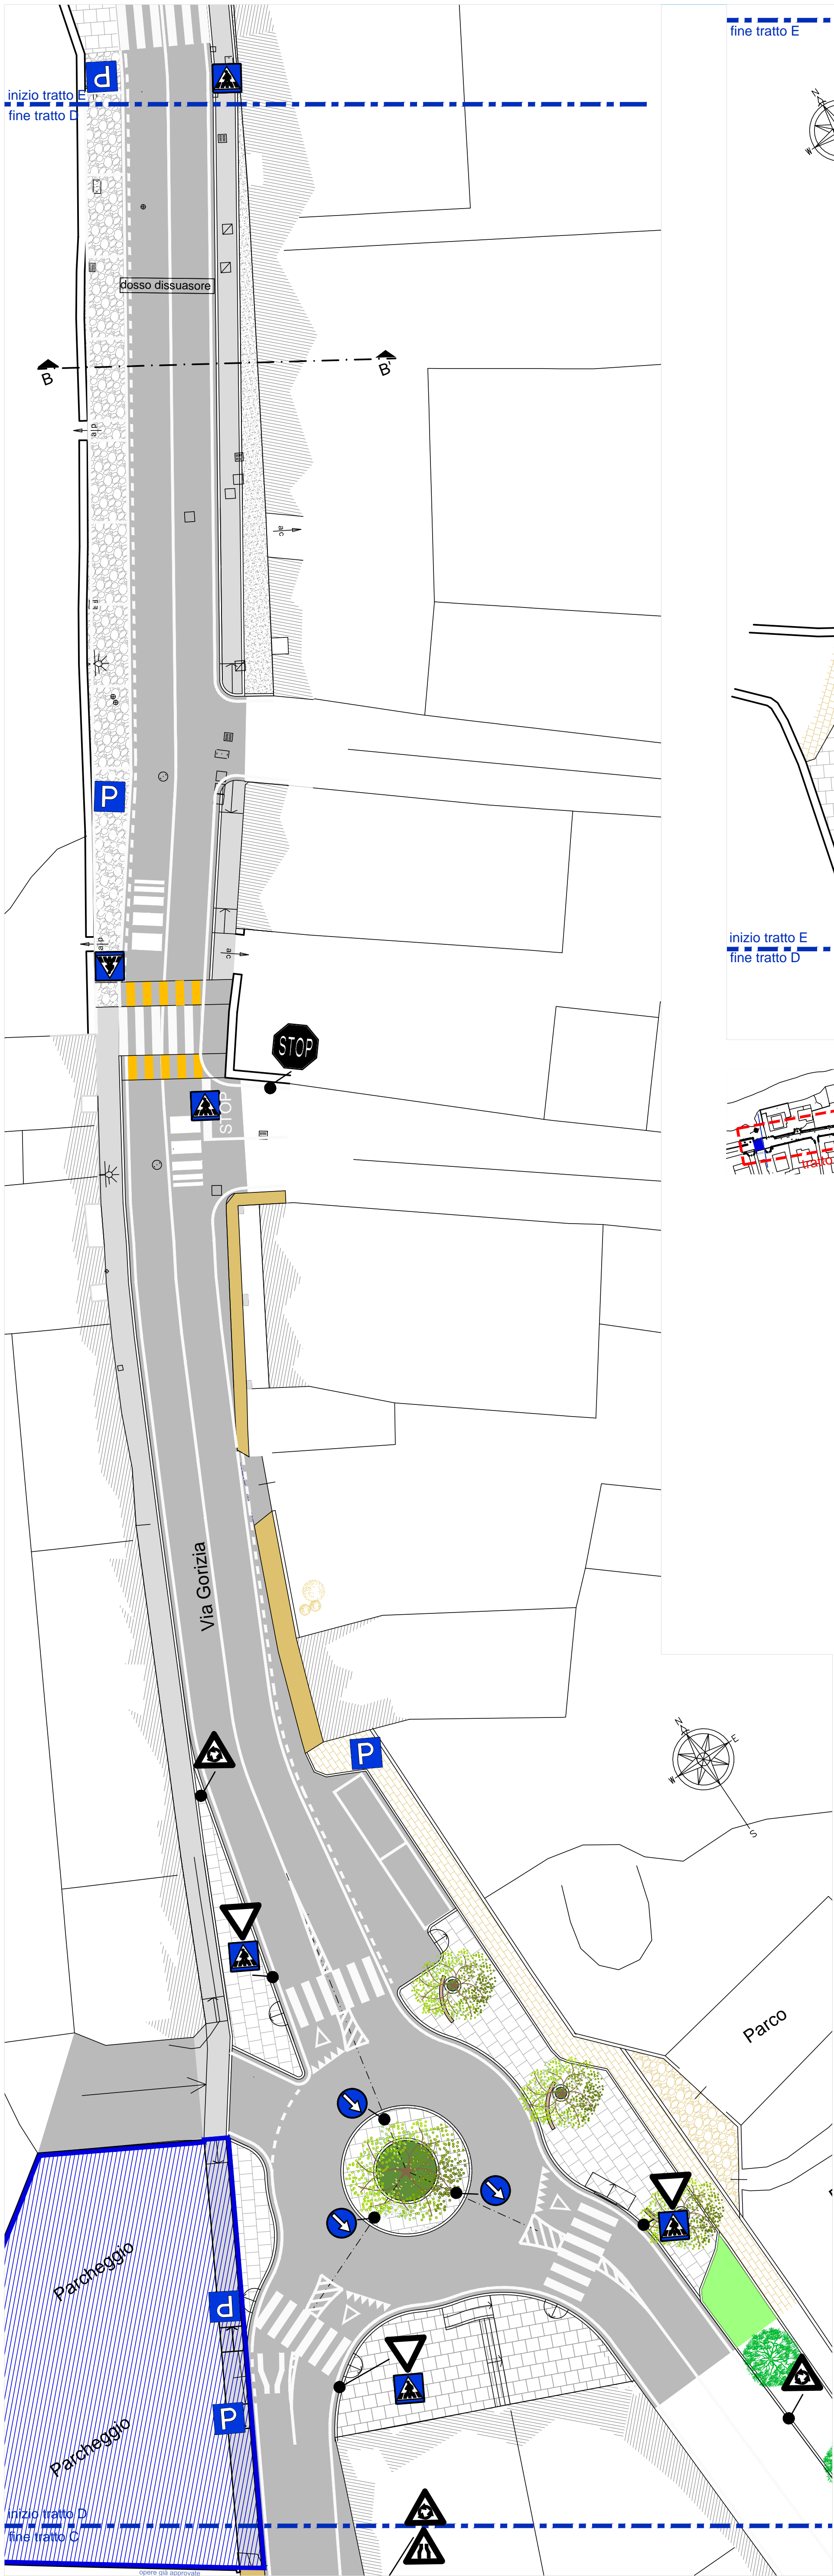 fine tratto E
P
inizio tratto E
fine tratto D
N
W
dosso dissuasore
B
B'
p|a
a|c
P
p|a
a|c
STOP
STOP
inizio tratto E
fine tratto D
tratto
Via Gorizia
P
N
E
W
S
Parco
Parcheggio
P
P
Parcheggio
inizio tratto D
fine tratto C
opere già approvate